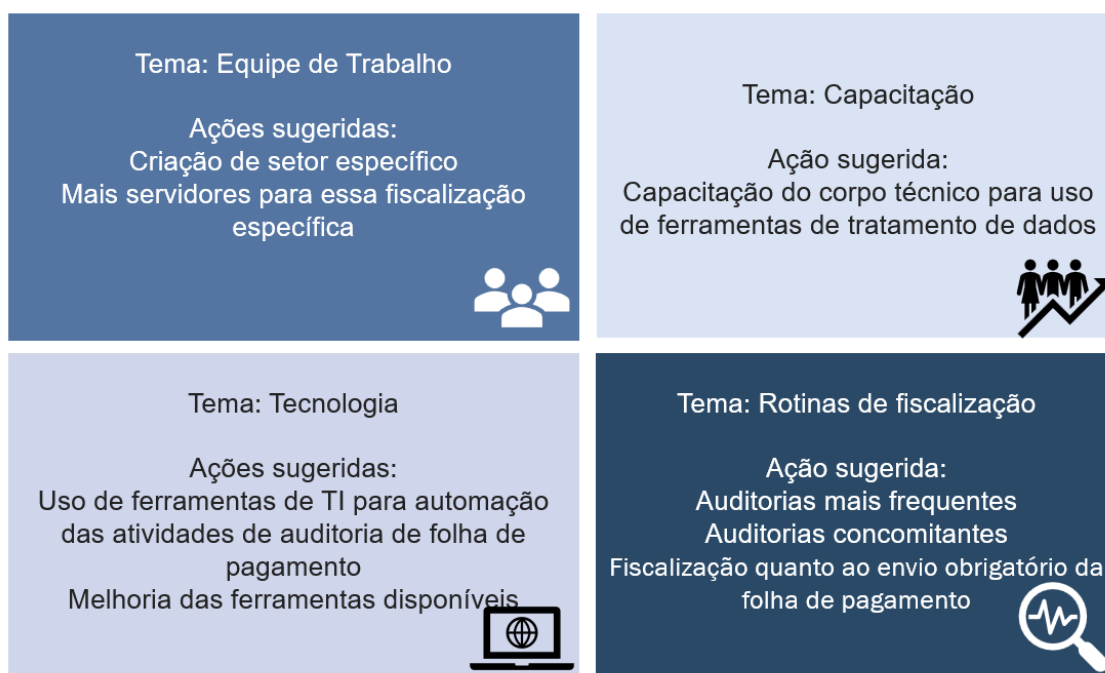 Tema: Equipe de Trabalho
Ações sugeridas:
Criação de setor específico
Mais servidores para essa fiscalização
específica
Tema: Capacitação
Ação sugerida:
Capacitação do corpo técnico para uso
de ferramentas de tratamento de dados
Tema: Tecnologia
Ações sugeridas:
Uso de ferramentas de TI para automação
das atividades de auditoria de folha de
pagamento
Melhoria das ferramentas disponíveis
Tema: Rotinas de fiscalização
Ação sugerida:
Auditorias mais frequentes
Auditorias concomitantes
Fiscalização quanto ao envio obrigatório da
folha de pagamento